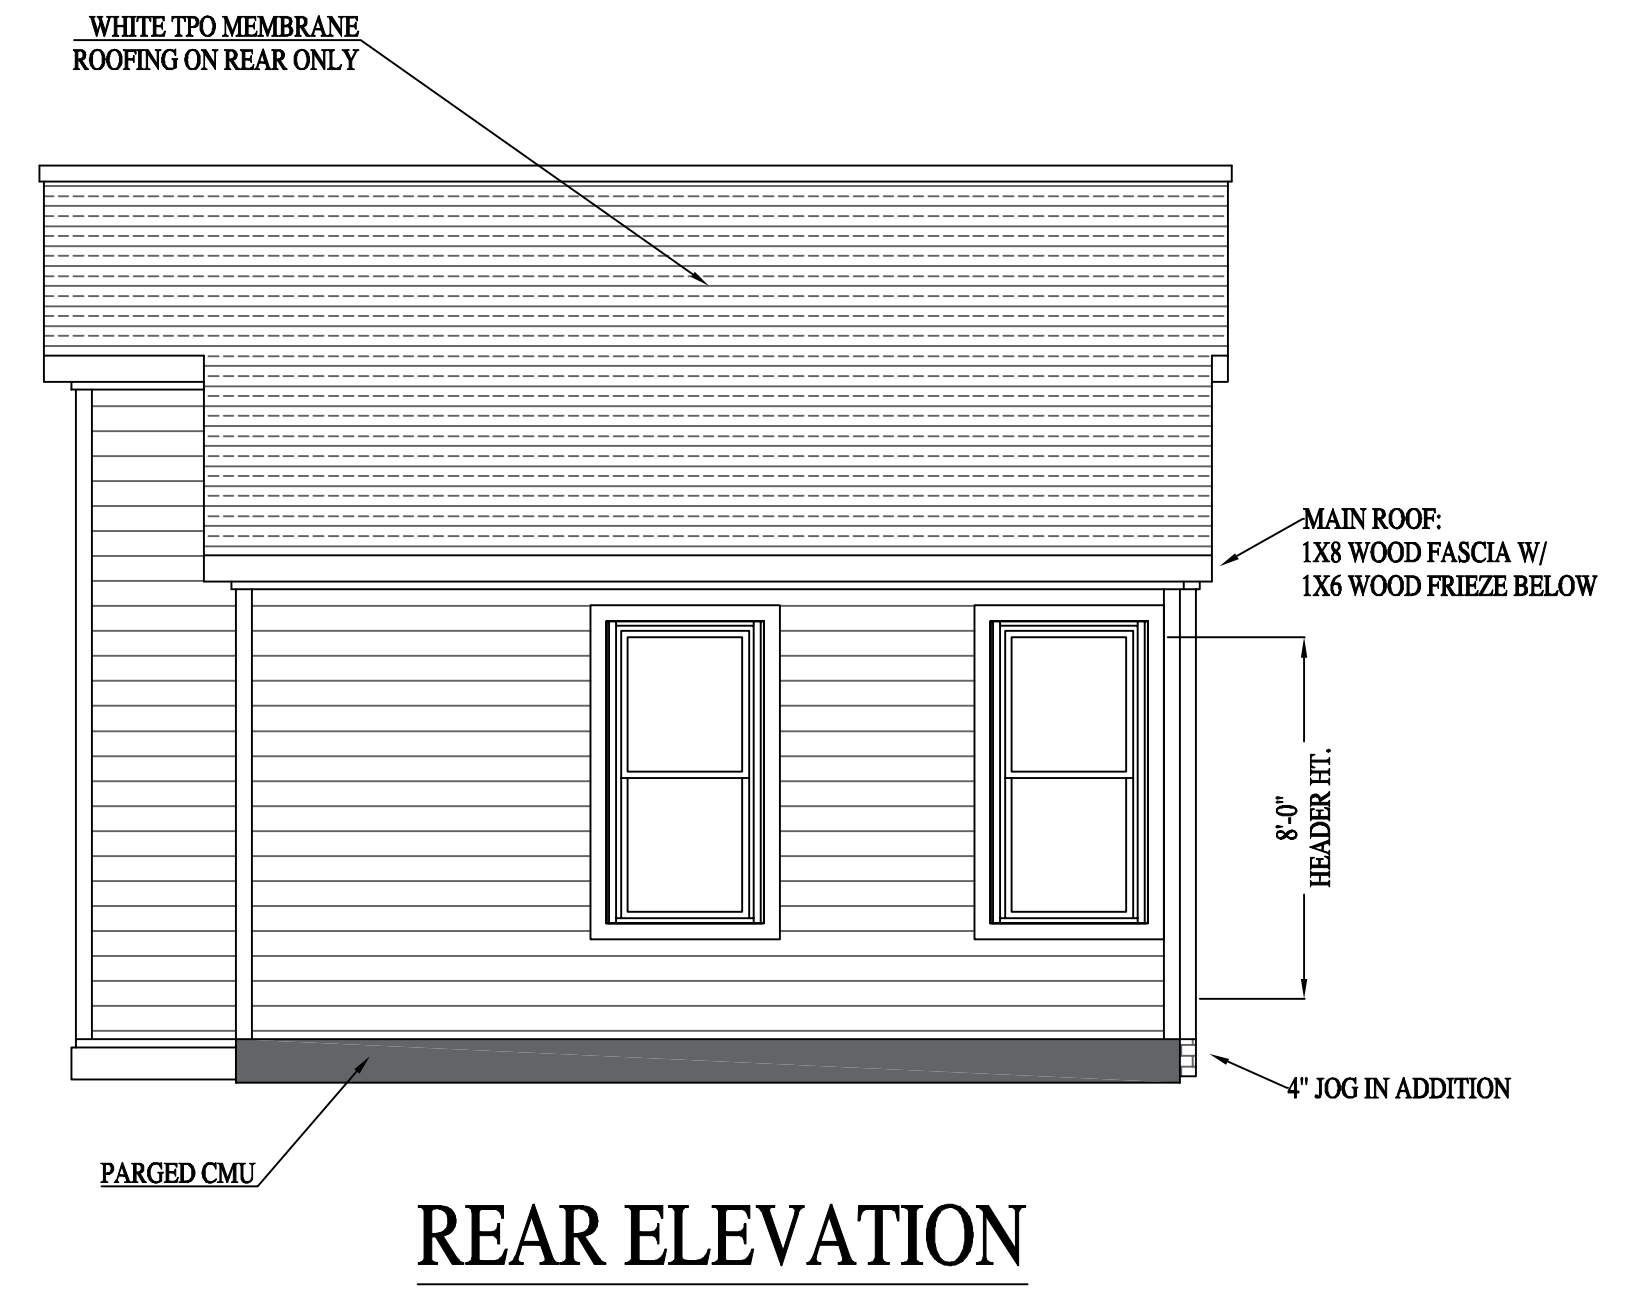 WHITE TPO MEMBRANE
ROOFING ON REAR ONLY
MAIN ROOF:
1X8 WOOD FASCIA W/
1X6 WOOD FRIEZE BELOW
8'-0"
HEADER HT.
4" JOG IN ADDITION
PARGED CMU
REAR ELEVATION